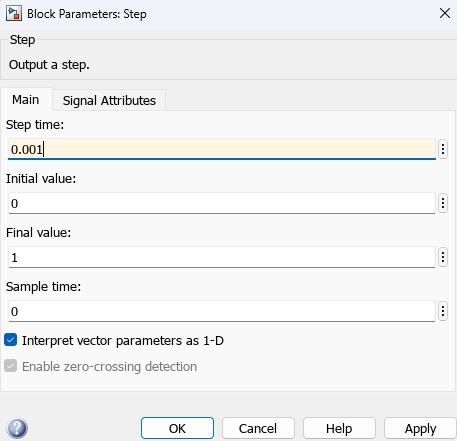 Block Parameters: Step
Step
Output a step.
Main Signal Attributes
Step time:
0.001
Initial value:
0
Final value:
1
Sample time:
0
Interpret vector parameters as 1-D
Enable zero-crossing detection
? OK Cancel Help Apply